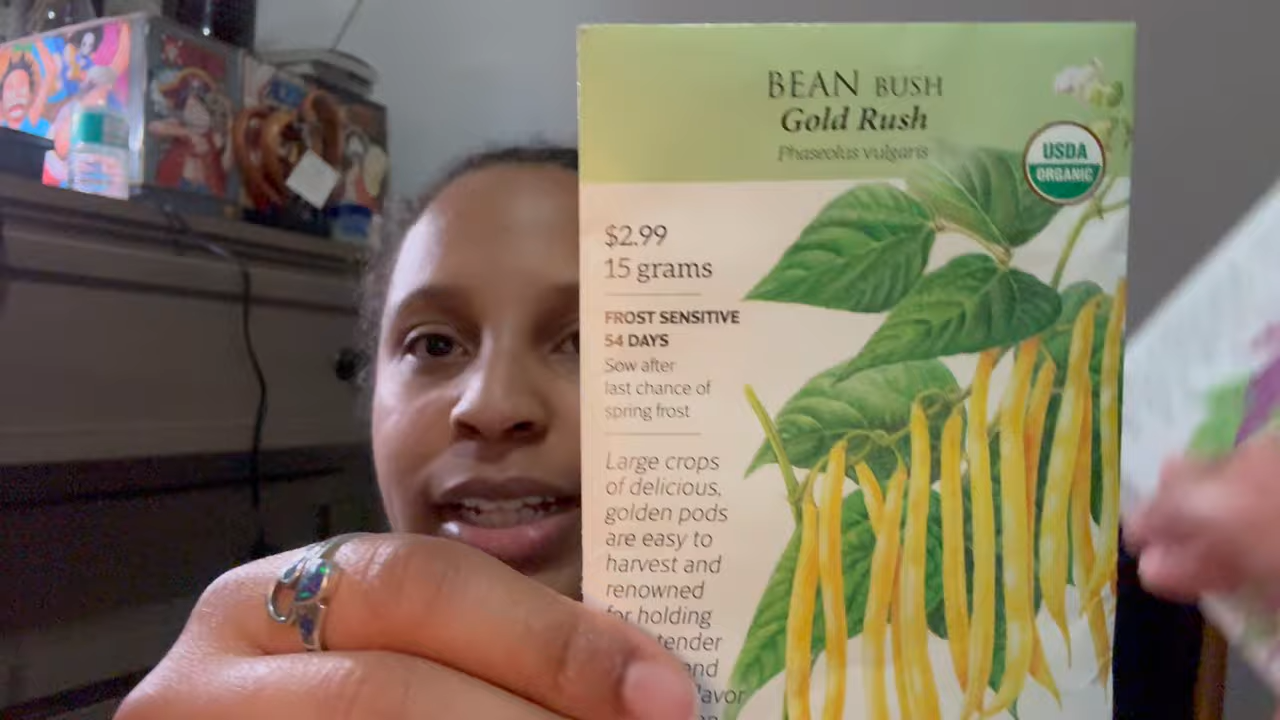 BEAN BUSH
Gold Rush
Phaseolus vulgaris
USDA
ORGANIC
$2.99
15 grams
FROST SENSITIVE
54 DAYS
Sow after
last chance of
spring frost
Large crops
of delicious,
golden pods
are easy to
harvest and
renowned
for holding
tender